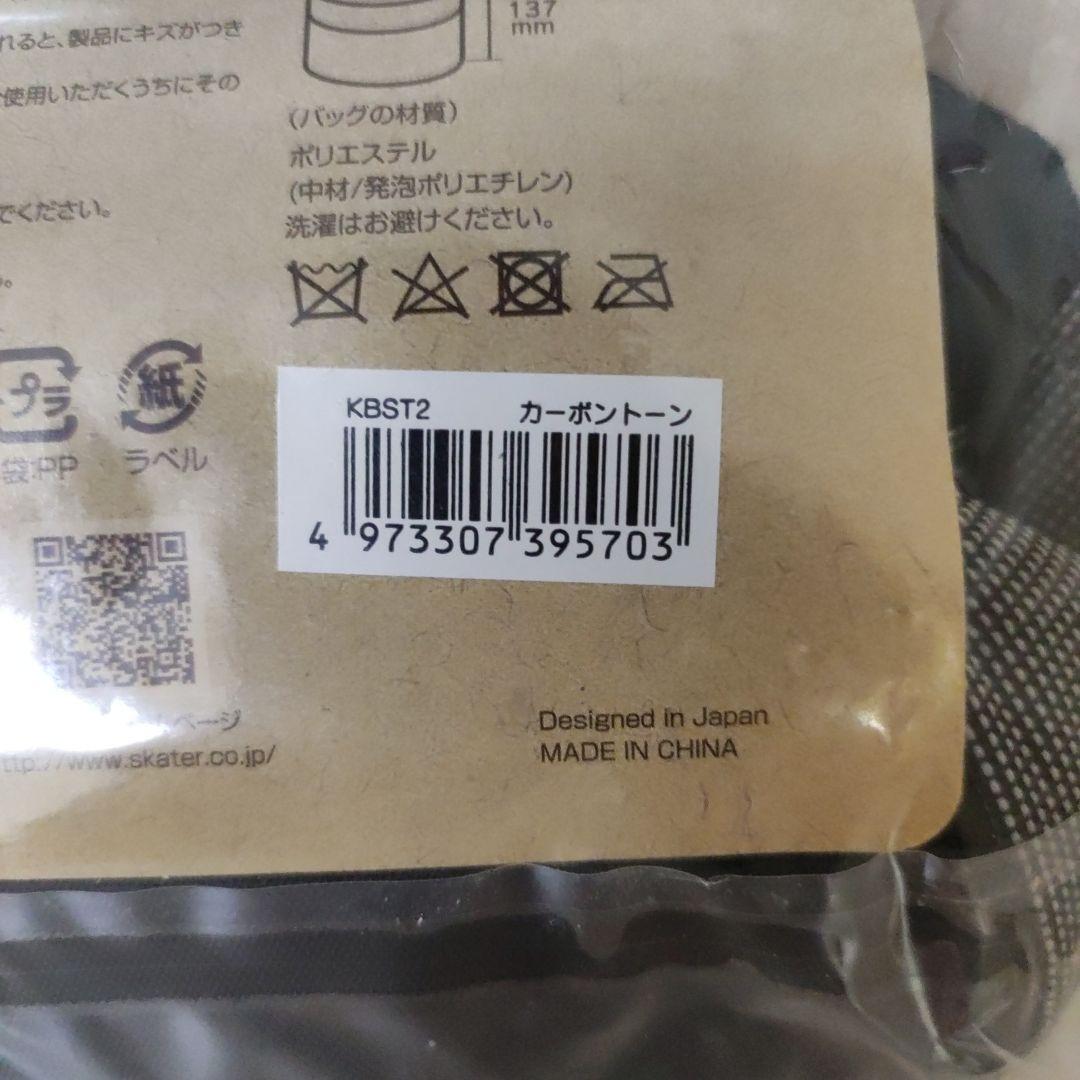 れると、製品にキズがつき
使用いただくうちにその
でください。
137
mm
(バッグの材質)
ポリエステル
(中材/発泡ポリエチレン)
洗濯はお避けください。
プラ
袋:PP
紙
ラベル
KBST2 カーボントーン
4 973307 395703
ページ
ttp://www.skater.co.jp/
Designed in Japan
MADE IN CHINA